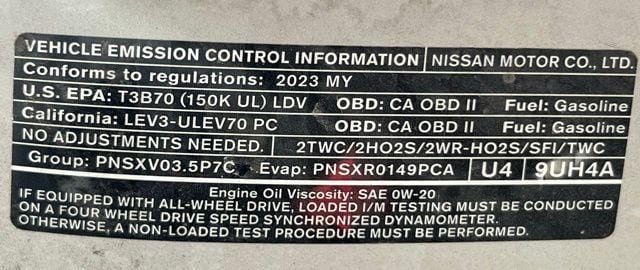 VEHICLE EMISSION CONTROL INFORMATION NISSAN MOTOR CO., LTD.
Conforms to regulations: 2023 MY
U.S. EPA: T3B70 (150K UL) LDV OBD: CA OBD II Fuel: Gasoline
California: LEV3-ULEV70 PC OBD: CA OBD II Fuel: Gasoline
NO ADJUSTMENTS NEEDED. 2TWC/2HO2S/2WR-HO2S/SFI/TWC
Group: PNSXV03.5P7C Evap: PNSXR0149PCA U4 9UH4A
Engine Oil Viscosity: SAE 0W-20
IF EQUIPPED WITH ALL-WHEEL DRIVE, LOADED I/M TESTING MUST BE CONDUCTED
ON A FOUR WHEEL DRIVE SPEED SYNCHRONIZED DYNAMOMETER.
OTHERWISE, A NON-LOADED TEST PROCEDURE MUST BE PERFORMED.